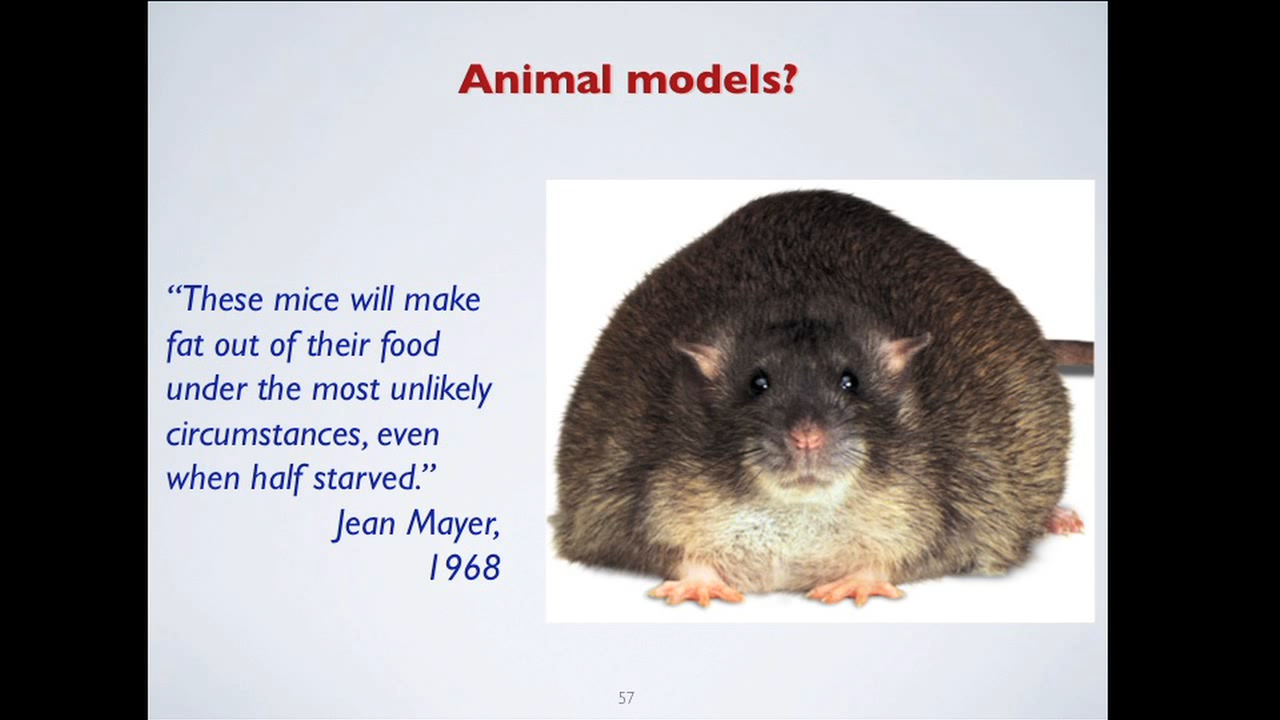 Animal models?
“These mice will make
fat out of their food
under the most unlikely
circumstances, even
when half starved.”
Jean Mayer,
1968
57